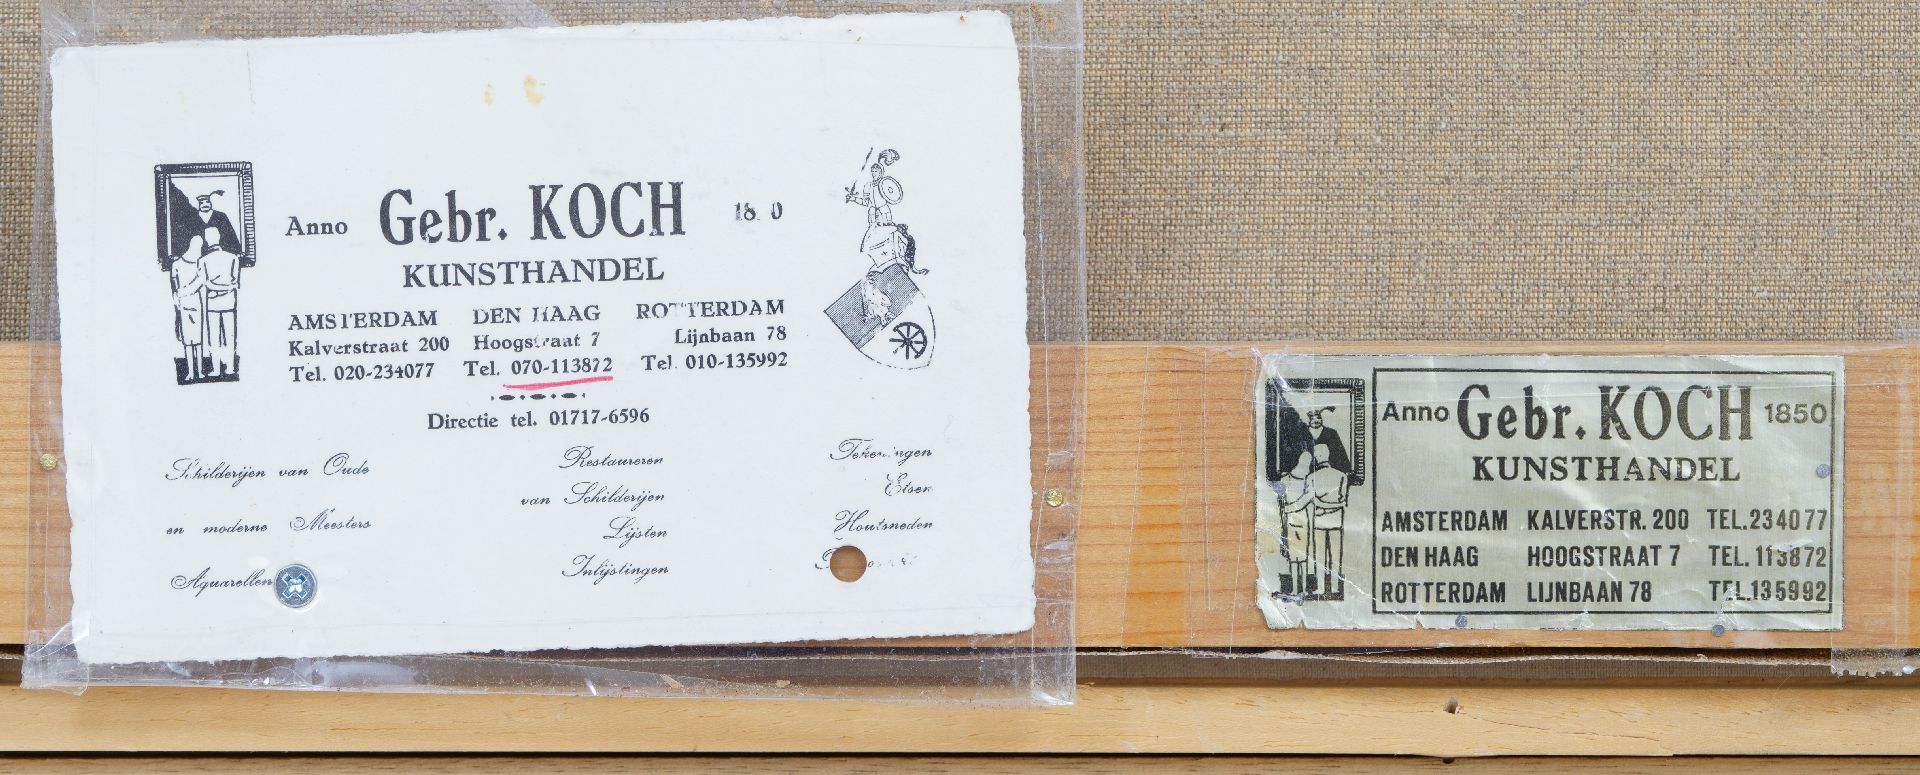 Anno Gebr. KOCH
KUNSTHANDEL
AMSTERDAM DEN HAAG ROTTERDAM
Kalverstraat 200 Hoogstraat 7 Lijnbaan 78
Tel. 020-234077 Tel. 070-113872 Tel. 010-135992
Directie tel. 01717-6596
Schilderijen van Oude
en moderne Meesters
Aquarellen
Restaureren
van Schilderijen
Lijsten
Inlijstingen
Tekeningen
Etsen
Houtsneden
Anno Gebr. KOCH 1850
KUNSTHANDEL
AMSTERDAM KALVERSTR. 200 TEL.234077
DEN HAAG HOOGSTRAAT 7 TEL. 113872
ROTTERDAM LIJNBAAN 78 TEL.135992